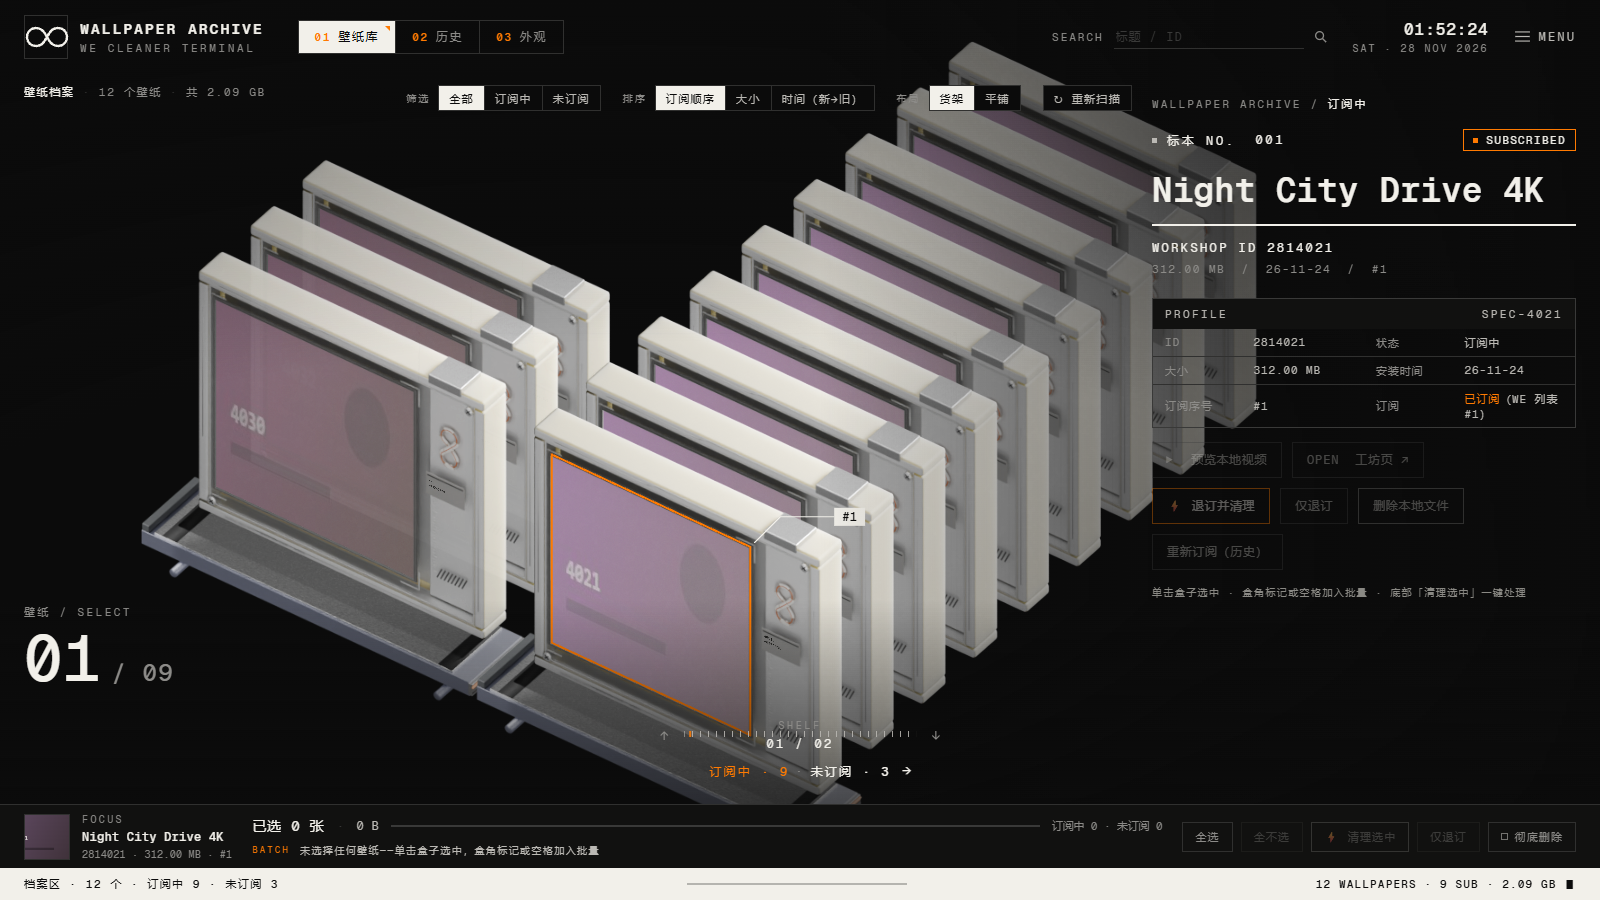 WALLPAPER ARCHIVE
WE CLEANER TERMINAL
01 壁纸库
02 历史
03 外观
SEARCH 标题 / ID
01:52:24
SAT · 28 NOV 2026
MENU
壁纸档案 · 12 个壁纸 · 共 2.09 GB
筛选 全部 订阅中 未订阅
排序 订阅顺序 大小 时间 (新→旧)
布局 货架 平铺
↻ 重新扫描
WALLPAPER ARCHIVE / 订阅中
标本 NO. 001
SUBSCRIBED
Night City Drive 4K
WORKSHOP ID 2814021
312.00 MB / 26-11-24 / #1
PROFILE SPEC-4021
ID 2814021 状态 订阅中
大小 312.00 MB 安装时间 26-11-24
订阅序号 #1 订阅 已订阅 (WE 列表 #1)
预览本地视频
OPEN 工坊页 ↗
退订并清理
仅退订
删除本地文件
重新订阅 (历史)
单击盒子选中 · 盒角标记或空格加入批量 · 底部「清理选中」一键处理
4030
4021
#1
壁纸 / SELECT
01 / 09
SHELF
01 / 02
订阅中 · 9 · 未订阅 · 3 →
FOCUS
Night City Drive 4K
2814021 · 312.00 MB · #1
已选 0 张 · 0 B
订阅中 0 · 未订阅 0
BATCH 未选择任何壁纸——单击盒子选中, 盒角标记或空格加入批量
全选
全不选
清理选中
仅退订
彻底删除
档案区 · 12 个 · 订阅中 9 · 未订阅 3
12 WALLPAPERS · 9 SUB · 2.09 GB